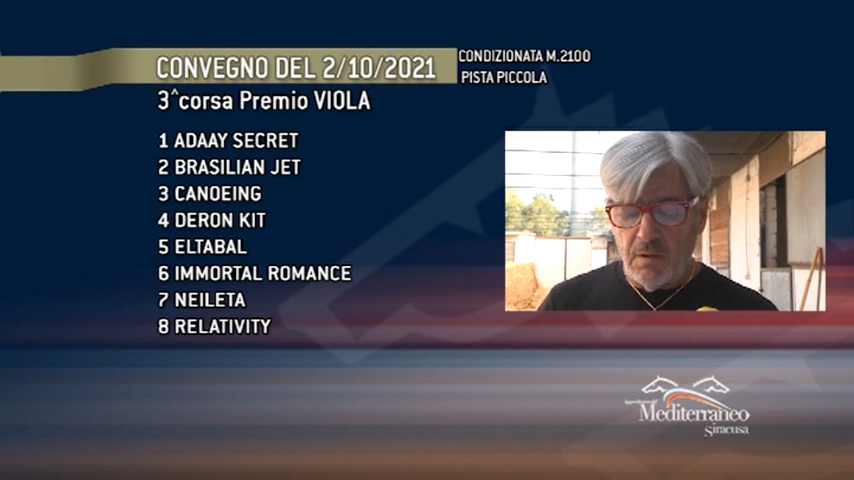 CONVEGNO DEL 2/10/2021
CONDIZIONATA M.2100
PISTA PICCOLA
3^corsa Premio VIOLA
1 ADAAY SECRET
2 BRASILIAN JET
3 CANOEING
4 DERON KIT
5 ELTABAL
6 IMMORTAL ROMANCE
7 NEILETA
8 RELATIVITY
Mediterraneo
Siracusa